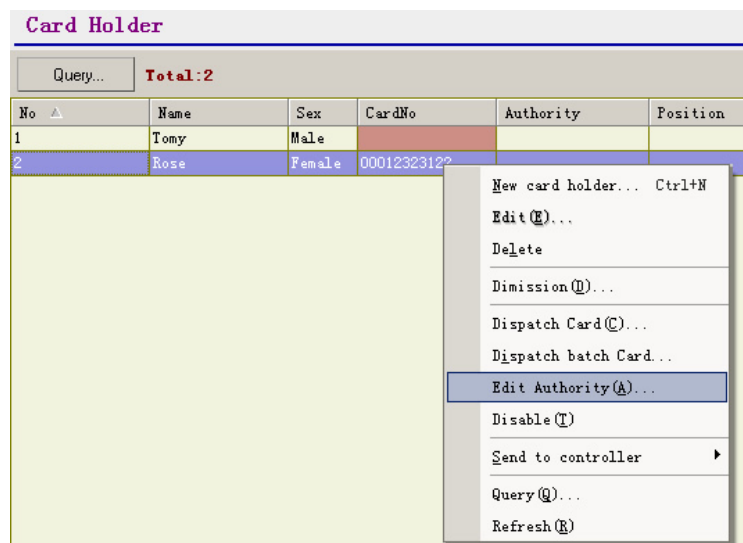 Card Holder
Query... Total:2
No Name Sex CardNo Authority Position
1 Tomy Male
2 Rose Female 00012323122
New card holder... Ctrl+N
Edit(E)...
Delete
Dimission(D)...
Dispatch Card(C)...
Dispatch batch Card...
Edit Authority(A)...
Disable(T)
Send to controller
Query(Q)...
Refresh(R)